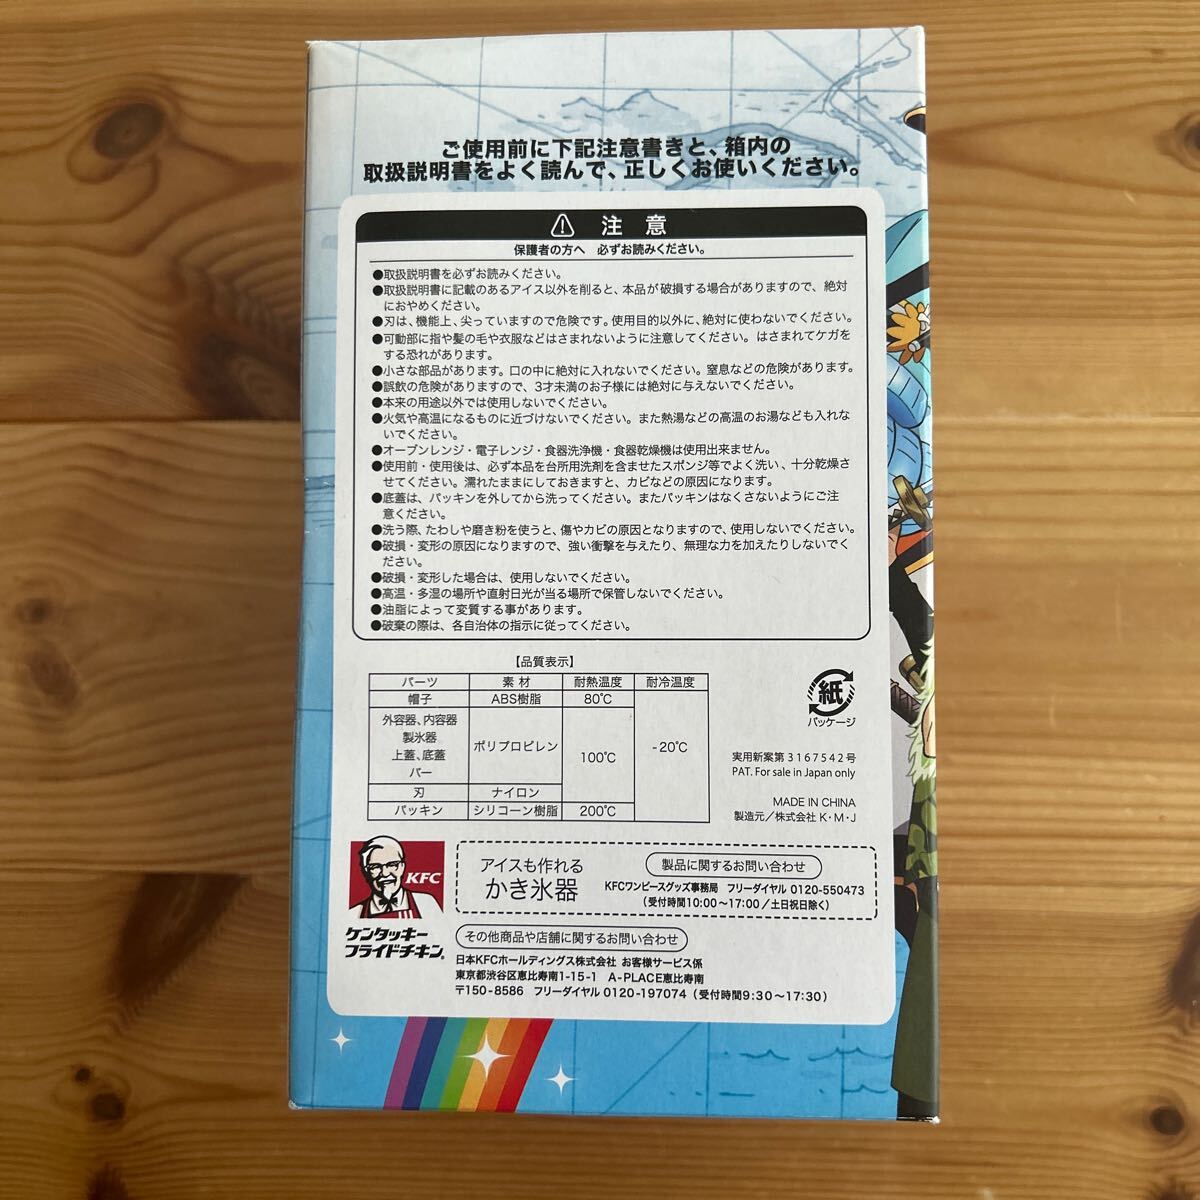 ご使用前に下記注意書きと、箱内の
取扱説明書をよく読んで、正しくお使いください。
注 意
保護者の方へ 必ずお読みください。
●取扱説明書を必ずお読みください。
●取扱説明書に記載のあるアイス以外を削ると、本品が破損する場合がありますので、絶対
におやめください。
●刃は、機能上、尖っていますので危険です。使用目的以外に、絶対に使わないでください。
●可動部に指や髪の毛や衣服などはさまれないように注意してください。はさまれてケガを
する恐れがあります。
●小さな部品があります。口の中に絶対に入れないでください。窒息などの危険があります。
●誤飲の危険がありますので、3才未満のお子様には絶対に与えないでください。
●本来の用途以外では使用しないでください。
●火気や高温になるものに近づけないでください。また熱湯などの高温のお湯なども入れな
いでください。
●オーブンレンジ・電子レンジ・食器洗浄機・食器乾燥機は使用出来ません。
●使用前・使用後は、必ず本品を台所用洗剤を含ませたスポンジ等でよく洗い、十分乾燥さ
せてください。濡れたままにしておきますと、カビなどの原因になります。
●底蓋は、パッキンを外してから洗ってください。またパッキンはなくさないようにご注
意ください。
●洗う際、たわしや磨き粉を使うと、傷やカビの原因となりますので、使用しないでください。
●破損・変形の原因になりますので、強い衝撃を与えたり、無理な力を加えたりしないでく
ださい。
●破損・変形した場合は、使用しないでください。
●高温・多湿の場所や直射日光が当る場所で保管しないでください。
●油脂によって変質する事があります。
●破棄の際は、各自治体の指示に従ってください。
【品質表示】
パーツ 素 材 耐熱温度 耐冷温度
帽子 ABS樹脂 80℃
外容器、内容器
製氷器
上蓋、底蓋
バー
ポリプロピレン 100℃ -20℃
刃 ナイロン
パッキン シリコーン樹脂 200℃
紙
パッケージ
実用新案第3167542号
PAT. For sale in Japan only
MADE IN CHINA
製造元／株式会社 K・M・J
KFC
ケンタッキー
フライドチキン®
アイスも作れる
かき氷器
製品に関するお問い合わせ
KFCワンピースグッズ事務局 フリーダイヤル 0120-550473
（受付時間10:00〜17:00／土日祝日除く）
その他商品や店舗に関するお問い合わせ
日本KFCホールディングス株式会社 お客様サービス係
東京都渋谷区恵比寿南1-15-1 A-PLACE恵比寿南
〒150-8586 フリーダイヤル 0120-197074（受付時間9:30〜17:30）